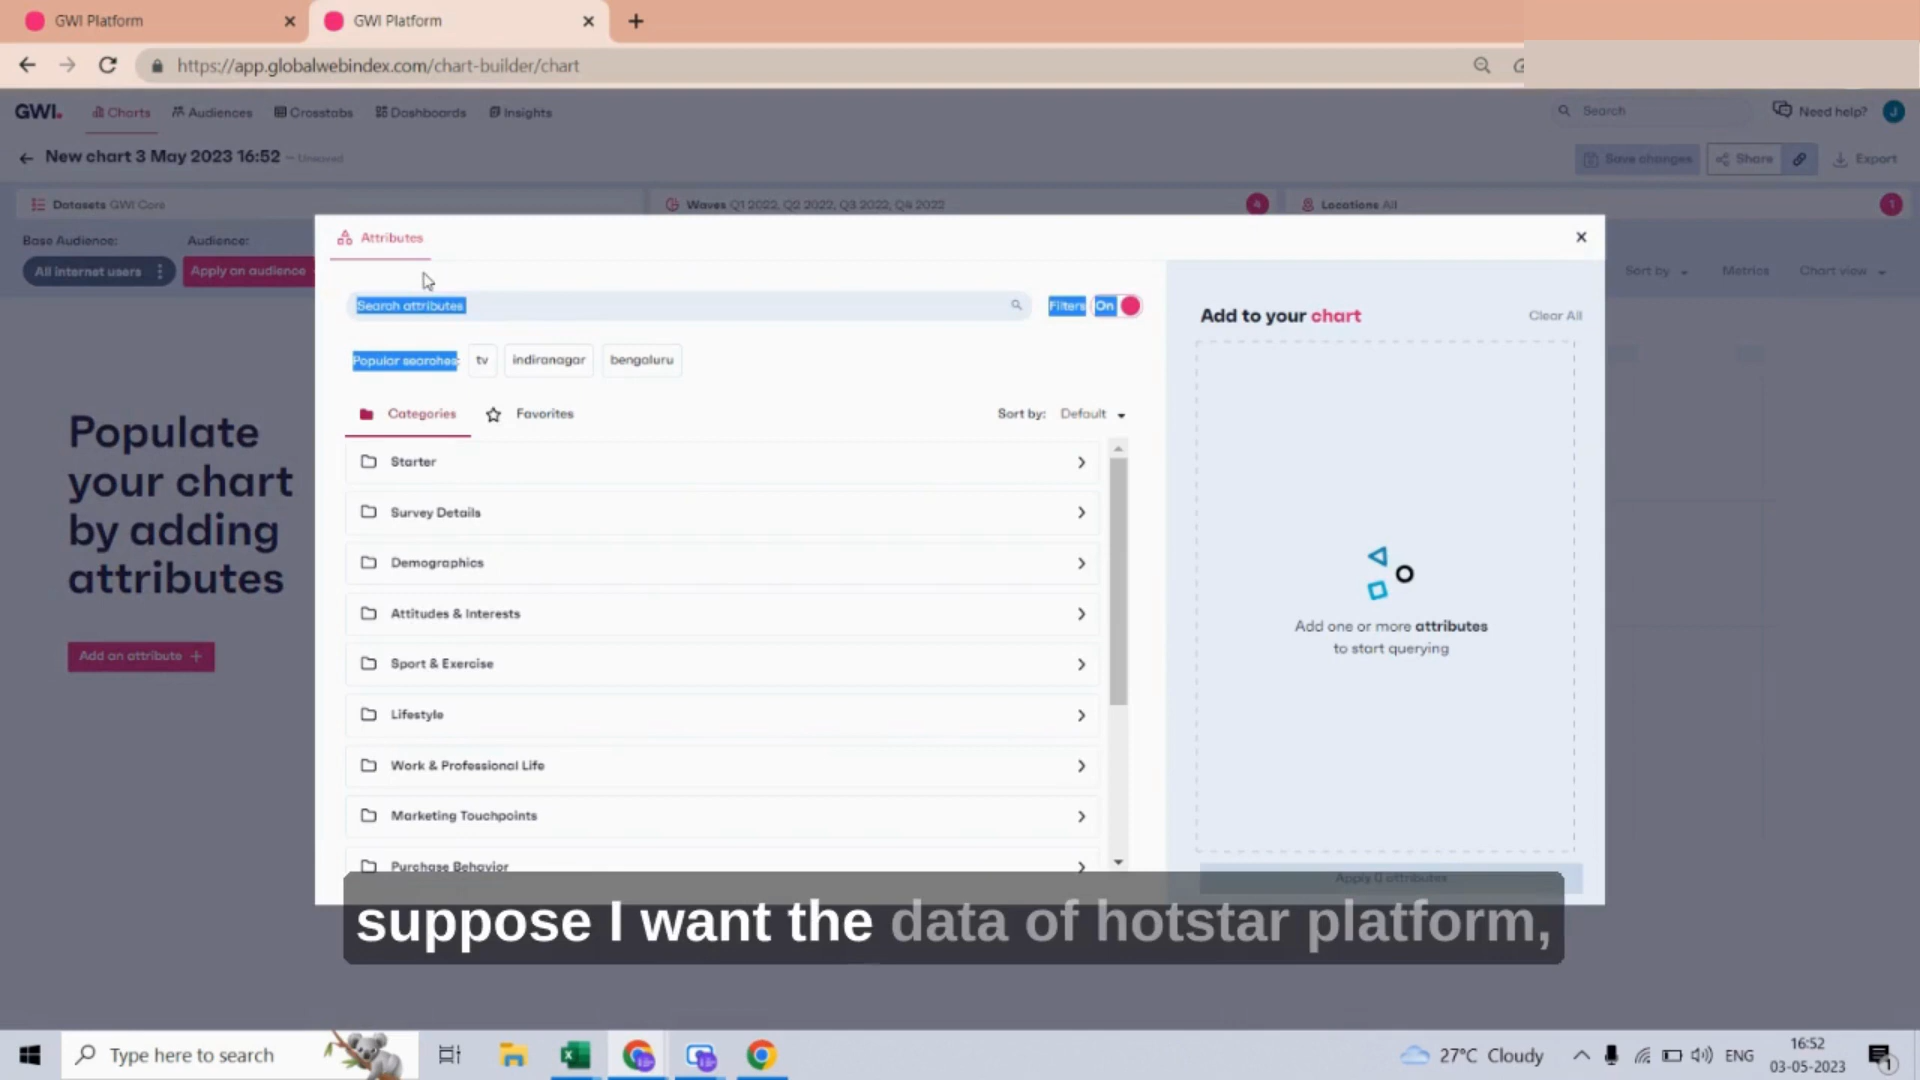 GWI Platform
GWI Platform
https://app.globalwebindex.com/chart-builder/chart
GWI. Charts Audiences Crosstabs Dashboards Insights Search Need help? J
New chart 3 May 2023 16:52 – Unsaved Save changes Share Export
Datasets GWI Core Waves Q1 2022, Q2 2022, Q3 2022, Q4 2022 4 Locations All 1
Base Audience: Audience:
All internet users Apply an audience Sort by Metrics Chart view
Attributes
Search attributes Filters On
Popular searches: tv indiranagar bengaluru
Categories Favorites Sort by: Default
Starter
Survey Details
Demographics
Attitudes & Interests
Sport & Exercise
Lifestyle
Work & Professional Life
Marketing Touchpoints
Purchase Behavior
Add to your chart Clear All
Add one or more attributes
to start querying
Apply 0 attributes
Populate
your chart
by adding
attributes
Add an attribute +
suppose I want the data of hotstar platform,
Type here to search
27°C Cloudy ENG 16:52
03-05-2023
1